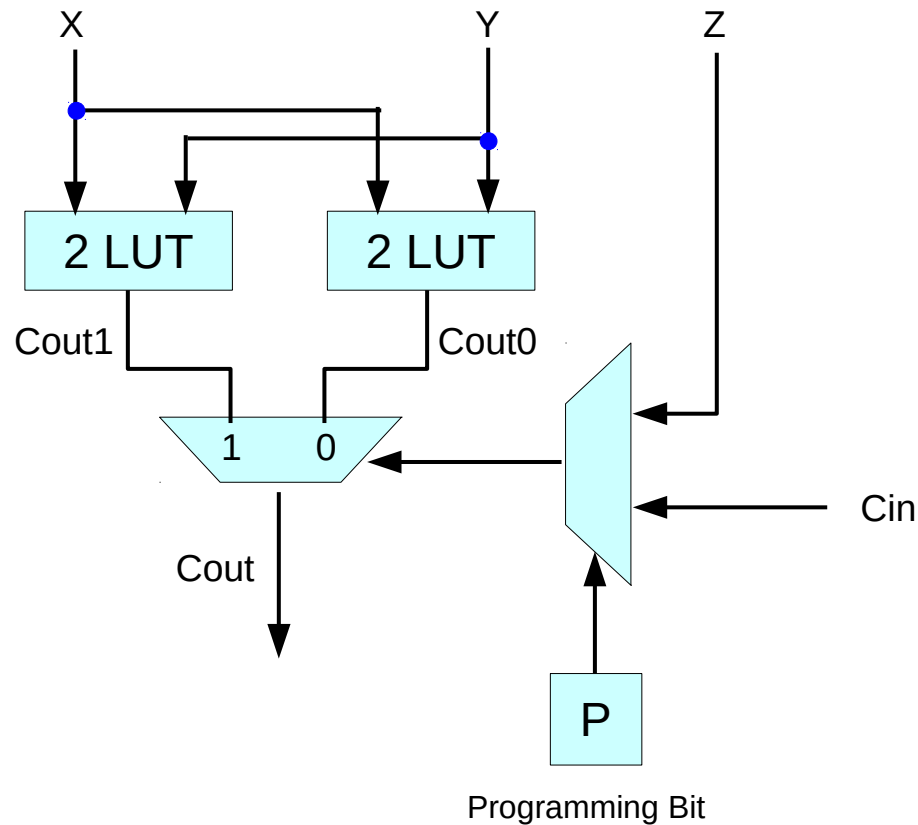 X Y Z
2 LUT 2 LUT
Cout1 Cout0
1 0
Cin
Cout
P
Programming Bit